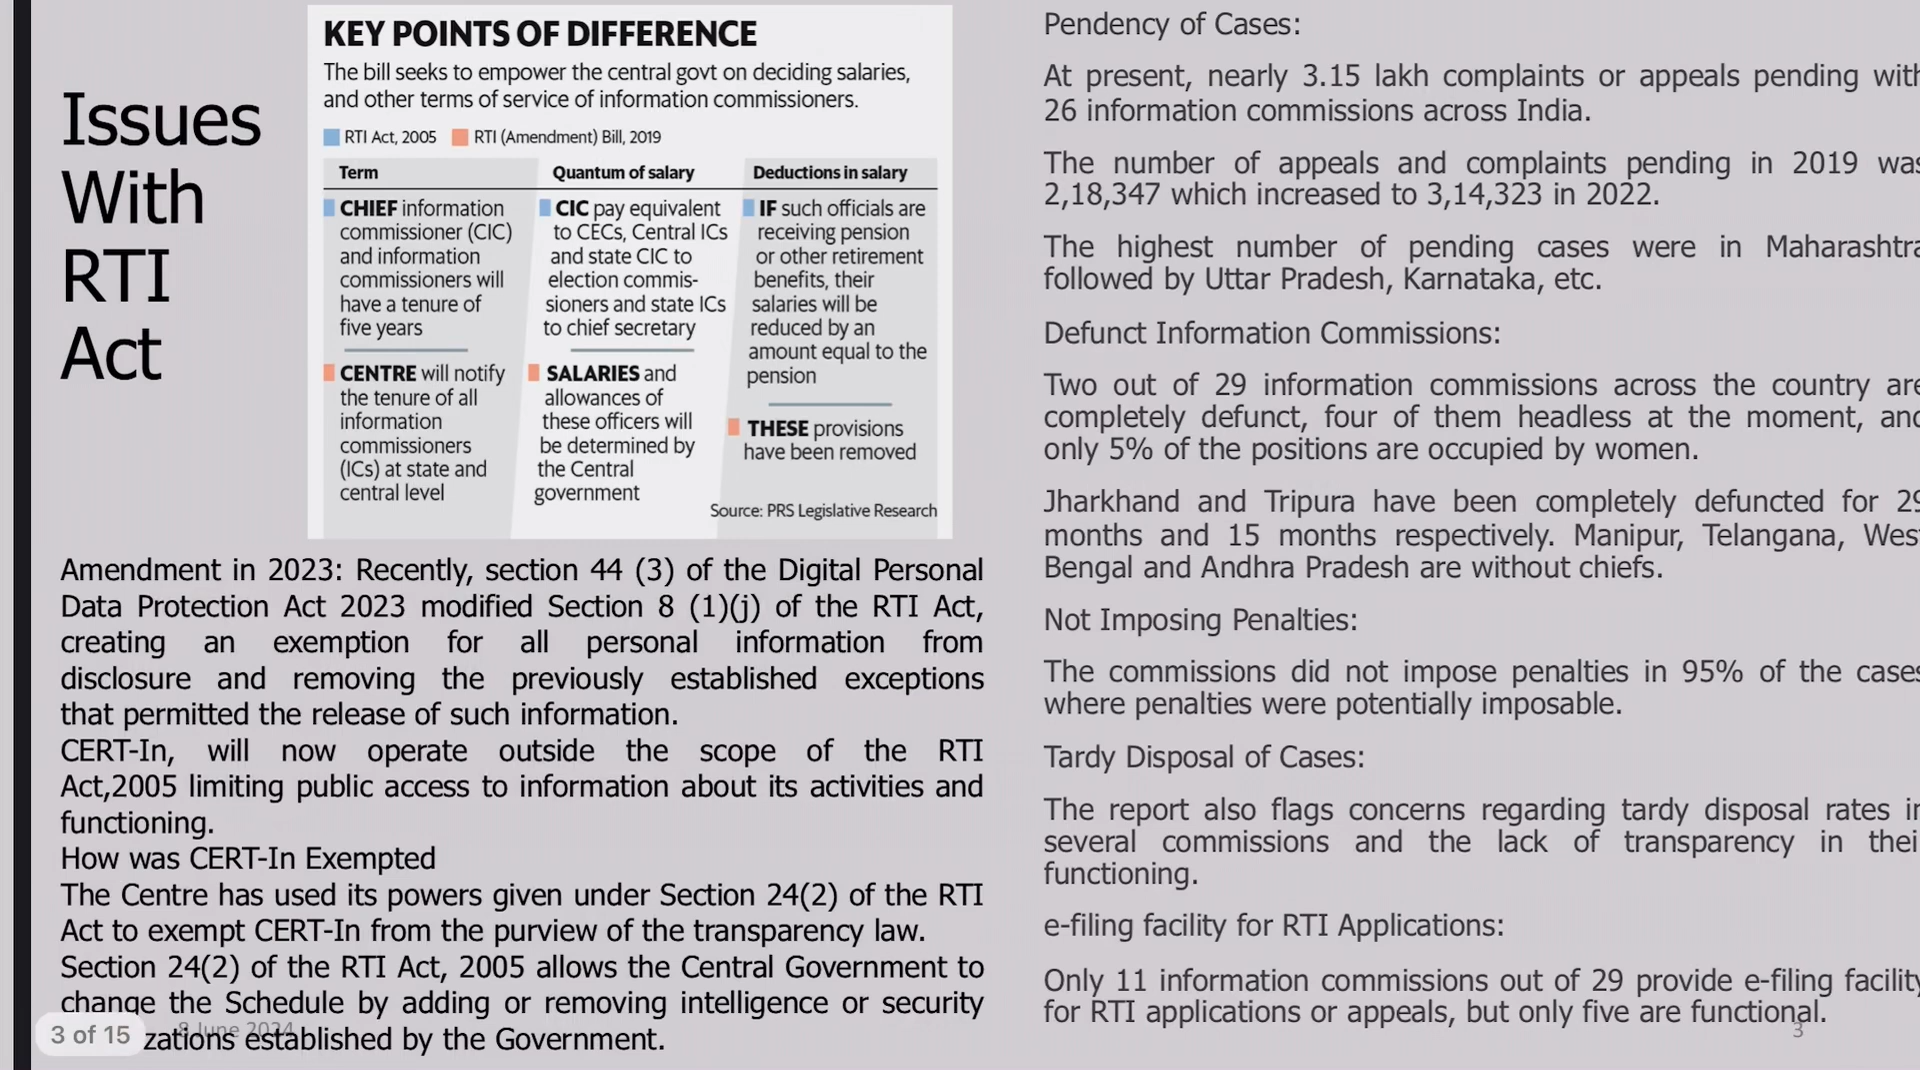 Issues
With
RTI
Act
KEY POINTS OF DIFFERENCE
The bill seeks to empower the central govt on deciding salaries,
and other terms of service of information commissioners.
RTI Act, 2005 RTI (Amendment) Bill, 2019
Term
CHIEF information
commissioner (CIC)
and information
commissioners will
have a tenure of
five years
CENTRE will notify
the tenure of all
information
commissioners
(ICs) at state and
central level
Quantum of salary
CIC pay equivalent
to CECs, Central ICs
and state CIC to
election commis-
sioners and state ICs
to chief secretary
SALARIES and
allowances of
these officers will
be determined by
the Central
government
Deductions in salary
IF such officials are
receiving pension
or other retirement
benefits, their
salaries will be
reduced by an
amount equal to the
pension
THESE provisions
have been removed
Source: PRS Legislative Research
Amendment in 2023: Recently, section 44 (3) of the Digital Personal
Data Protection Act 2023 modified Section 8 (1)(j) of the RTI Act,
creating an exemption for all personal information from
disclosure and removing the previously established exceptions
that permitted the release of such information.
CERT-In, will now operate outside the scope of the RTI
Act,2005 limiting public access to information about its activities and
functioning.
How was CERT-In Exempted
The Centre has used its powers given under Section 24(2) of the RTI
Act to exempt CERT-In from the purview of the transparency law.
Section 24(2) of the RTI Act, 2005 allows the Central Government to
change the Schedule by adding or removing intelligence or security
zations established by the Government.
3 of 15
8 June 2024
Pendency of Cases:
At present, nearly 3.15 lakh complaints or appeals pending with
26 information commissions across India.
The number of appeals and complaints pending in 2019 was
2,18,347 which increased to 3,14,323 in 2022.
The highest number of pending cases were in Maharashtra
followed by Uttar Pradesh, Karnataka, etc.
Defunct Information Commissions:
Two out of 29 information commissions across the country are
completely defunct, four of them headless at the moment, and
only 5% of the positions are occupied by women.
Jharkhand and Tripura have been completely defuncted for 29
months and 15 months respectively. Manipur, Telangana, West
Bengal and Andhra Pradesh are without chiefs.
Not Imposing Penalties:
The commissions did not impose penalties in 95% of the cases
where penalties were potentially imposable.
Tardy Disposal of Cases:
The report also flags concerns regarding tardy disposal rates in
several commissions and the lack of transparency in thei
functioning.
e-filing facility for RTI Applications:
Only 11 information commissions out of 29 provide e-filing facility
for RTI applications or appeals, but only five are functional.
3